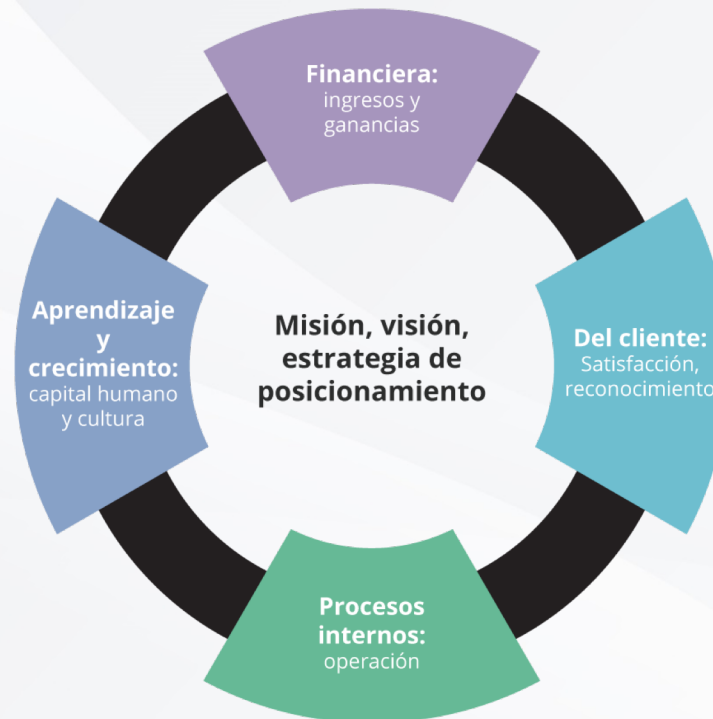 Financiera:
ingresos y
ganancias
Aprendizaje
y
crecimiento:
capital humano
y cultura
Misión, visión,
estrategia de
posicionamiento
Del cliente:
Satisfacción,
reconocimiento
Procesos
internos:
operación